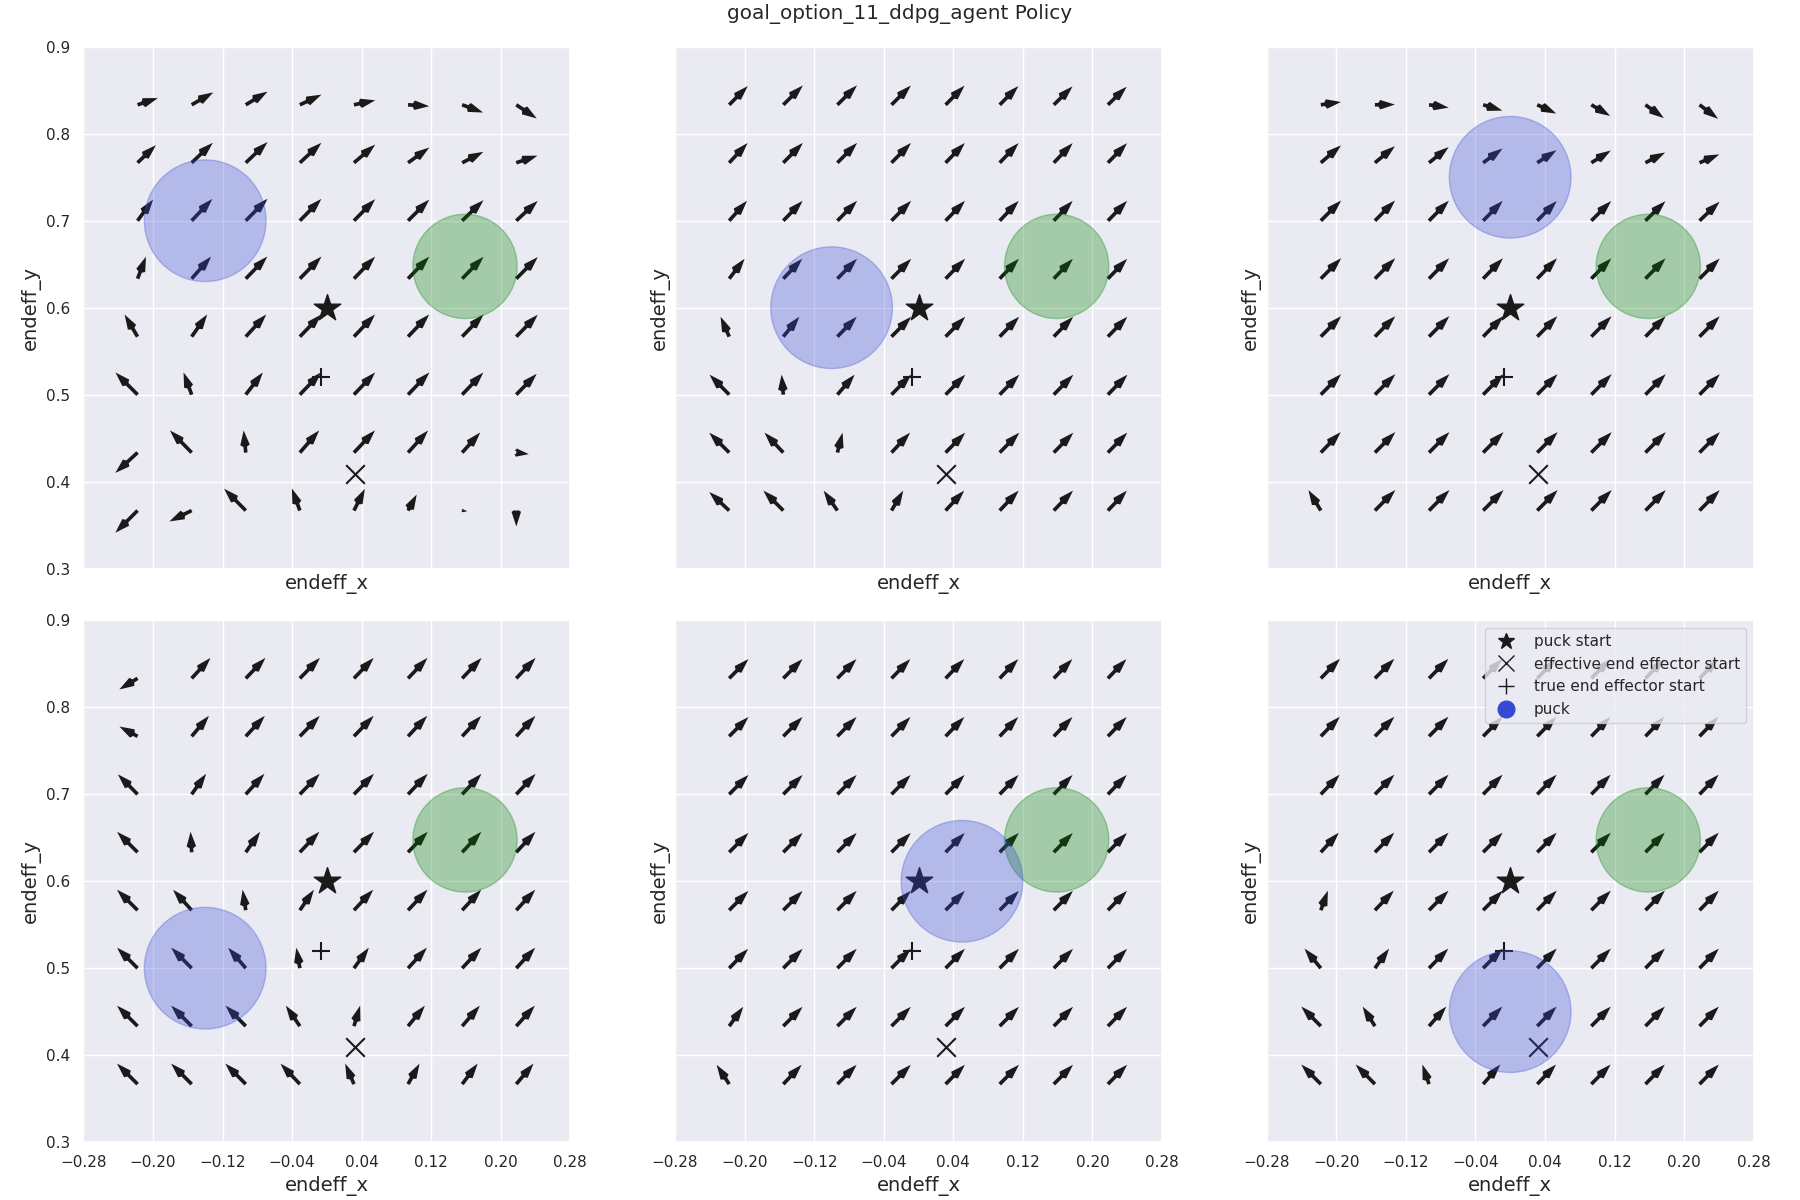 goal_option_11_ddpg_agent Policy
0.9
0.8
0.7
0.6
0.5
0.4
0.3
endeff_y
endeff_x
endeff_y
endeff_x
endeff_y
endeff_x
0.9
0.8
0.7
0.6
0.5
0.4
0.3
endeff_y
−0.28 −0.20 −0.12 −0.04 0.04 0.12 0.20 0.28
endeff_x
endeff_y
−0.28 −0.20 −0.12 −0.04 0.04 0.12 0.20 0.28
endeff_x
puck start
effective end effector start
true end effector start
puck
endeff_y
−0.28 −0.20 −0.12 −0.04 0.04 0.12 0.20 0.28
endeff_x